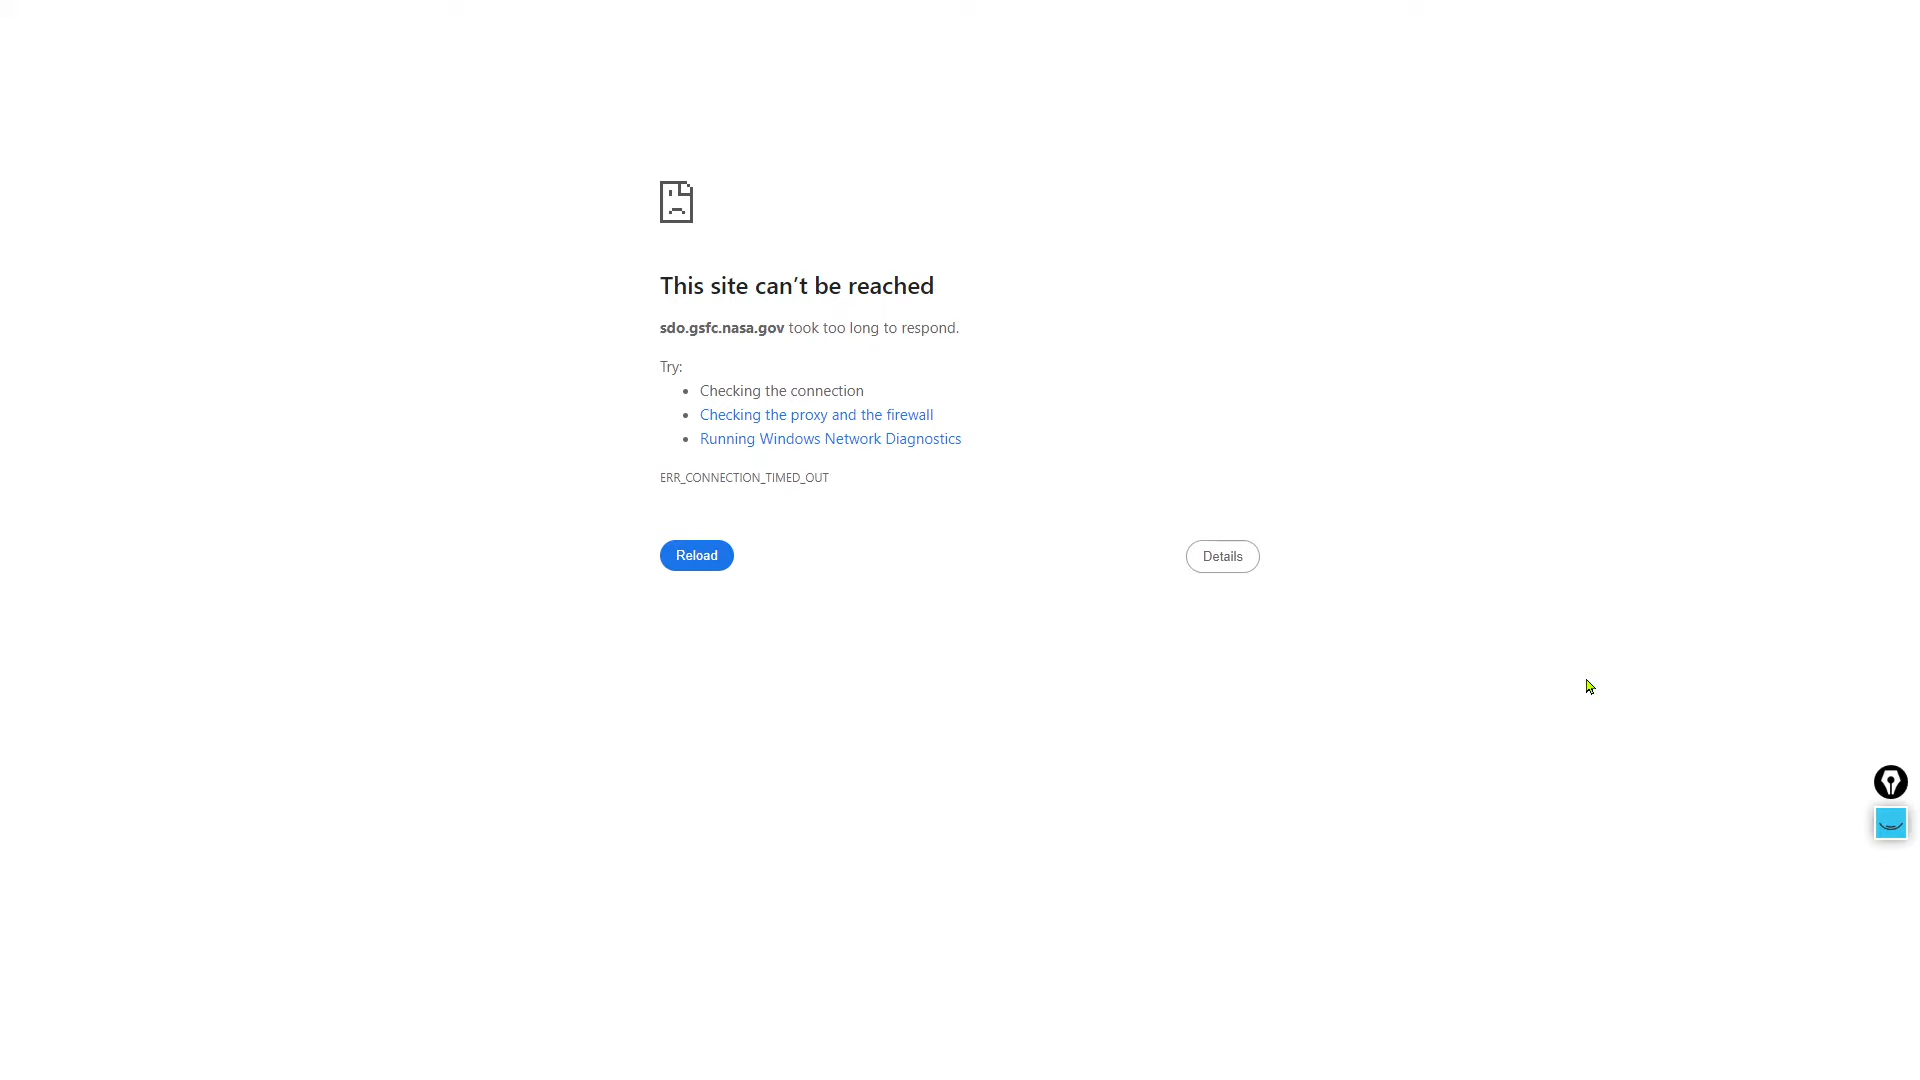 This site can’t be reached
sdo.gsfc.nasa.gov took too long to respond.
Try:
Checking the connection
Checking the proxy and the firewall
Running Windows Network Diagnostics
ERR_CONNECTION_TIMED_OUT
Reload
Details